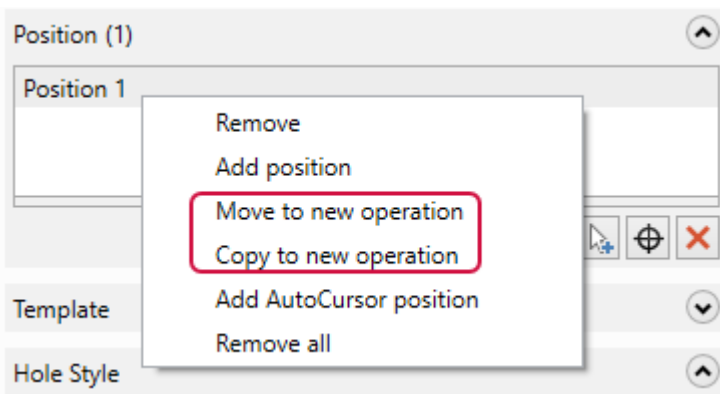 Position (1)
Position 1
Remove
Add position
Move to new operation
Copy to new operation
Add AutoCursor position
Remove all
Template
Hole Style